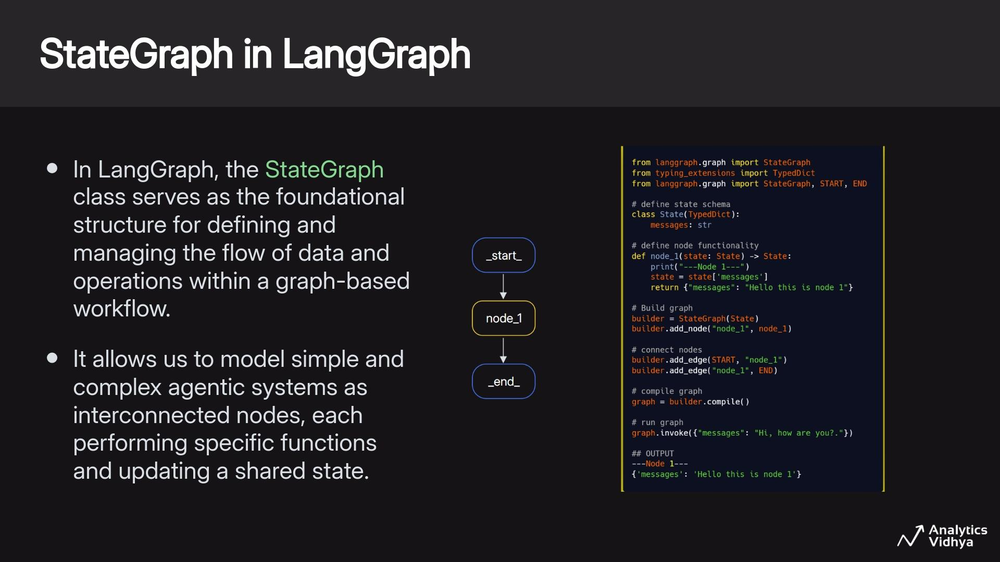 StateGraph in LangGraph
● In LangGraph, the StateGraph
class serves as the foundational
structure for defining and
managing the flow of data and
operations within a graph-based
workflow.
● It allows us to model simple and
complex agentic systems as
interconnected nodes, each
performing specific functions
and updating a shared state.
_start_
node_1
_end_
from langgraph.graph import StateGraph
from typing_extensions import TypedDict
from langgraph.graph import StateGraph, START, END
# define state schema
class State(TypedDict):
    messages: str
# define node functionality
def node_1(state: State) -> State:
    print("---Node 1---")
    state = state['messages']
    return {"messages": "Hello this is node 1"}
# Build graph
builder = StateGraph(State)
builder.add_node("node_1", node_1)
# connect nodes
builder.add_edge(START, "node_1")
builder.add_edge("node_1", END)
# compile graph
graph = builder.compile()
# run graph
graph.invoke({"messages": "Hi, how are you?."})
## OUTPUT
---Node 1---
{'messages': 'Hello this is node 1'}
Analytics
Vidhya